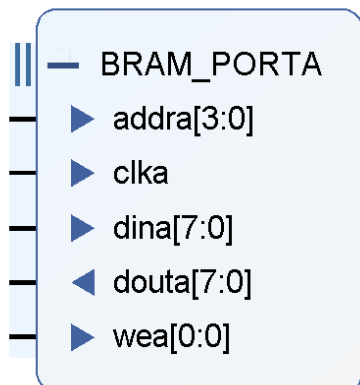 BRAM_PORTA
addra[3:0]
clka
dina[7:0]
douta[7:0]
wea[0:0]